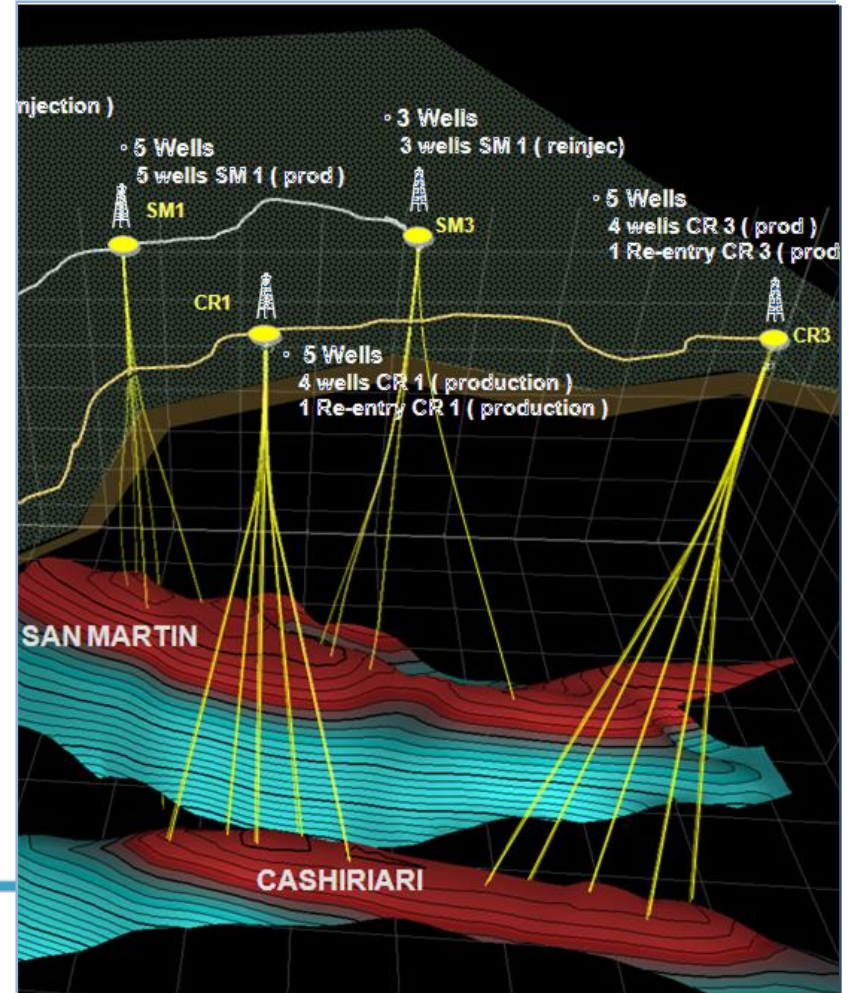 njection )
◦ 5 Wells
5 wells SM 1 ( prod )
SM1
◦ 3 Wells
3 wells SM 1 ( reinjec)
SM3
◦ 5 Wells
4 wells CR 3 ( prod )
1 Re-entry CR 3 ( prod
CR3
CR1
◦ 5 Wells
4 wells CR 1 ( production )
1 Re-entry CR 1 ( production )
SAN MARTIN
CASHIRIARI